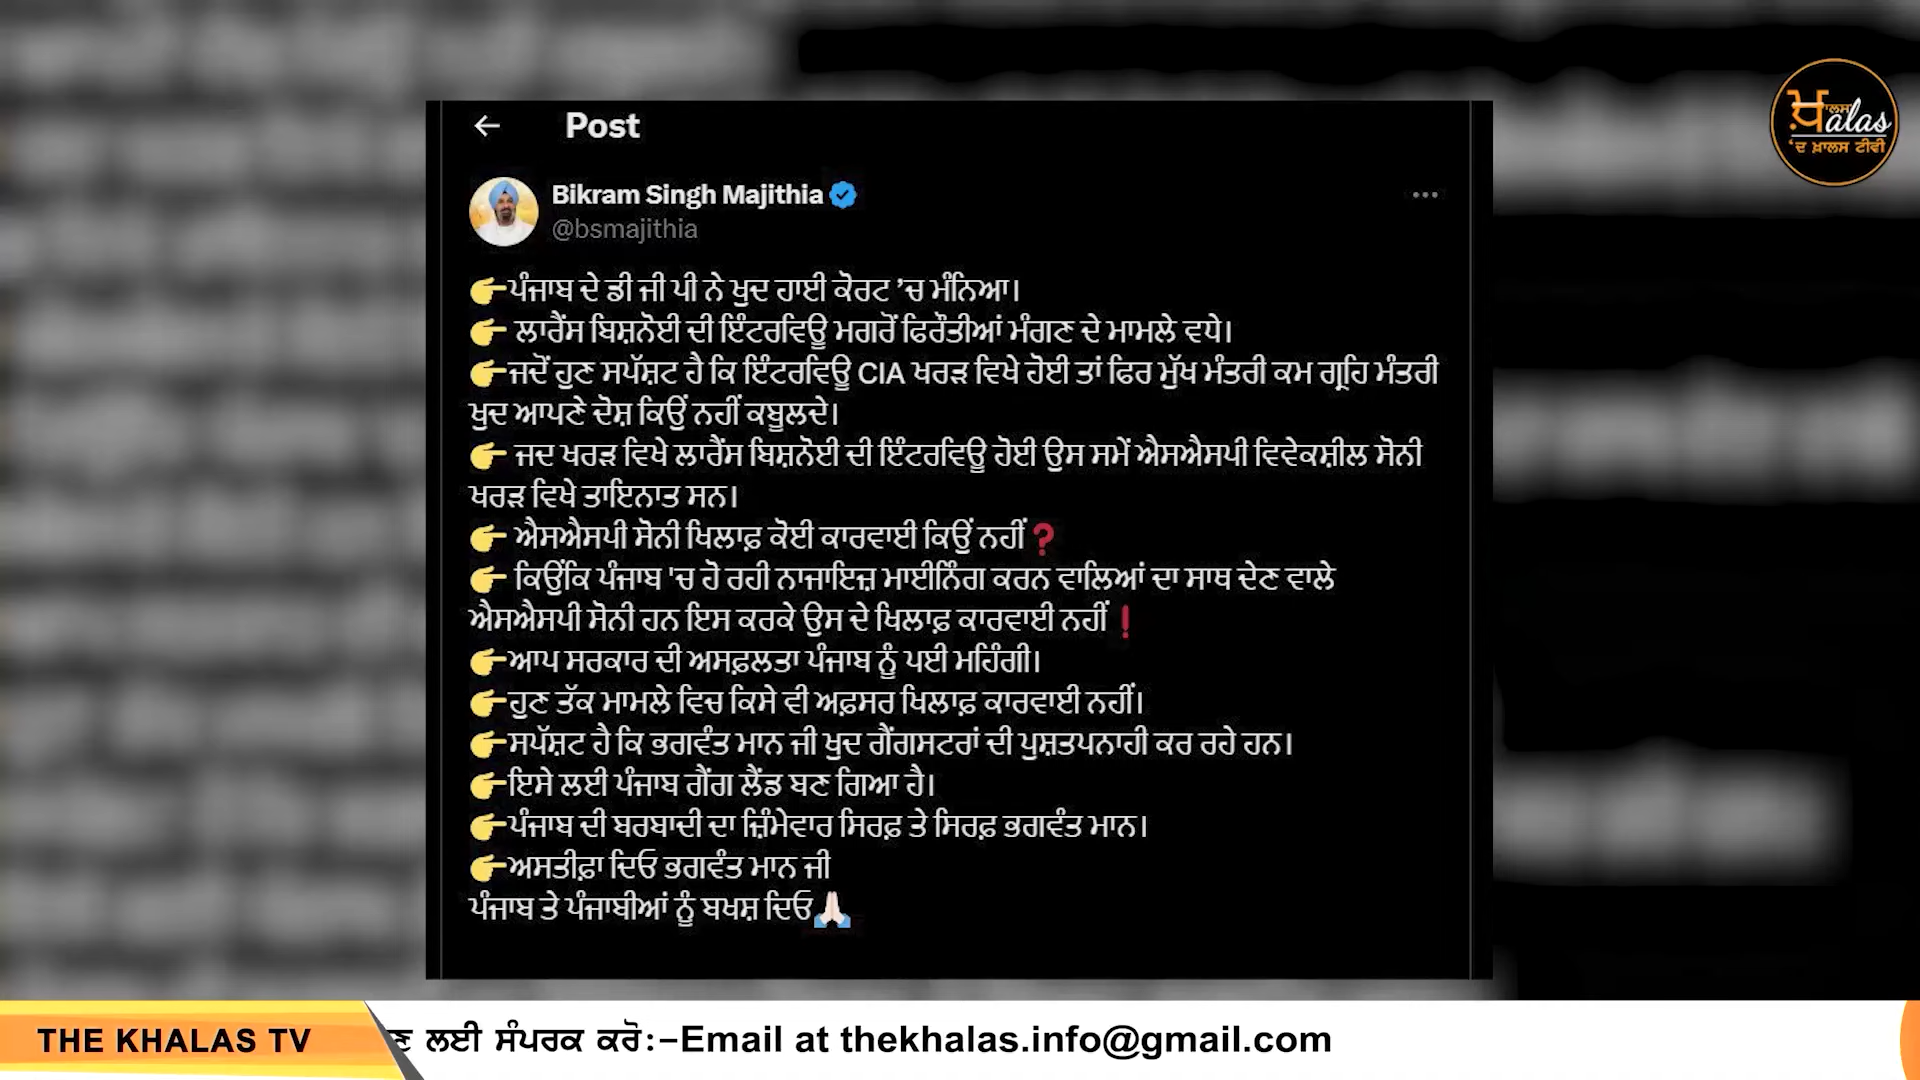 Post
Bikram Singh Majithia
@bsmajithia
👉ਪੰਜਾਬ ਦੇ ਡੀ ਜੀ ਪੀ ਨੇ ਖੁਦ ਹਾਈ ਕੋਰਟ ’ਚ ਮੰਨਿਆ।
👉 ਲਾਰੈਂਸ ਬਿਸ਼ਨੋਈ ਦੀ ਇੰਟਰਵਿਊ ਮਗਰੋਂ ਫਿਰੌਤੀਆਂ ਮੰਗਣ ਦੇ ਮਾਮਲੇ ਵਧੇ।
👉ਜਦੋਂ ਹੁਣ ਸਪੱਸ਼ਟ ਹੈ ਕਿ ਇੰਟਰਵਿਊ CIA ਖਰੜ ਵਿਖੇ ਹੋਈ ਤਾਂ ਫਿਰ ਮੁੱਖ ਮੰਤਰੀ ਕਮ ਗ੍ਰਹਿ ਮੰਤਰੀ
ਖੁਦ ਆਪਣੇ ਦੋਸ਼ ਕਿਉਂ ਨਹੀਂ ਕਬੂਲਦੇ।
👉 ਜਦ ਖਰੜ ਵਿਖੇ ਲਾਰੈਂਸ ਬਿਸ਼ਨੋਈ ਦੀ ਇੰਟਰਵਿਊ ਹੋਈ ਉਸ ਸਮੇਂ ਐਸਐਸਪੀ ਵਿਵੇਕਸ਼ੀਲ ਸੋਨੀ
ਖਰੜ ਵਿਖੇ ਤਾਇਨਾਤ ਸਨ।
👉 ਐਸਐਸਪੀ ਸੋਨੀ ਖਿਲਾਫ਼ ਕੋਈ ਕਾਰਵਾਈ ਕਿਉਂ ਨਹੀਂ❓
👉 ਕਿਉਂਕਿ ਪੰਜਾਬ 'ਚ ਹੋ ਰਹੀ ਨਾਜਾਇਜ਼ ਮਾਈਨਿੰਗ ਕਰਨ ਵਾਲਿਆਂ ਦਾ ਸਾਥ ਦੇਣ ਵਾਲੇ
ਐਸਐਸਪੀ ਸੋਨੀ ਹਨ ਇਸ ਕਰਕੇ ਉਸ ਦੇ ਖਿਲਾਫ਼ ਕਾਰਵਾਈ ਨਹੀਂ❗
👉ਆਪ ਸਰਕਾਰ ਦੀ ਅਸਫ਼ਲਤਾ ਪੰਜਾਬ ਨੂੰ ਪਈ ਮਹਿੰਗੀ।
👉ਹੁਣ ਤੱਕ ਮਾਮਲੇ ਵਿਚ ਕਿਸੇ ਵੀ ਅਫ਼ਸਰ ਖਿਲਾਫ਼ ਕਾਰਵਾਈ ਨਹੀਂ।
👉ਸਪੱਸ਼ਟ ਹੈ ਕਿ ਭਗਵੰਤ ਮਾਨ ਜੀ ਖੁਦ ਗੈਂਗਸਟਰਾਂ ਦੀ ਪੁਸ਼ਤਪਨਾਹੀ ਕਰ ਰਹੇ ਹਨ।
👉ਇਸੇ ਲਈ ਪੰਜਾਬ ਗੈਂਗ ਲੈਂਡ ਬਣ ਗਿਆ ਹੈ।
👉ਪੰਜਾਬ ਦੀ ਬਰਬਾਦੀ ਦਾ ਜ਼ਿੰਮੇਵਾਰ ਸਿਰਫ਼ ਤੇ ਸਿਰਫ਼ ਭਗਵੰਤ ਮਾਨ।
👉ਅਸਤੀਫ਼ਾ ਦਿਓ ਭਗਵੰਤ ਮਾਨ ਜੀ
ਪੰਜਾਬ ਤੇ ਪੰਜਾਬੀਆਂ ਨੂੰ ਬਖਸ਼ ਦਿਓ🙏🏻
ਖ਼ਾਲਸ alas
'ਦ ਖ਼ਾਲਸ ਟੀਵੀ
THE KHALAS TV
ਣ ਲਈ ਸੰਪਰਕ ਕਰੋ:-Email at thekhalas.info@gmail.com